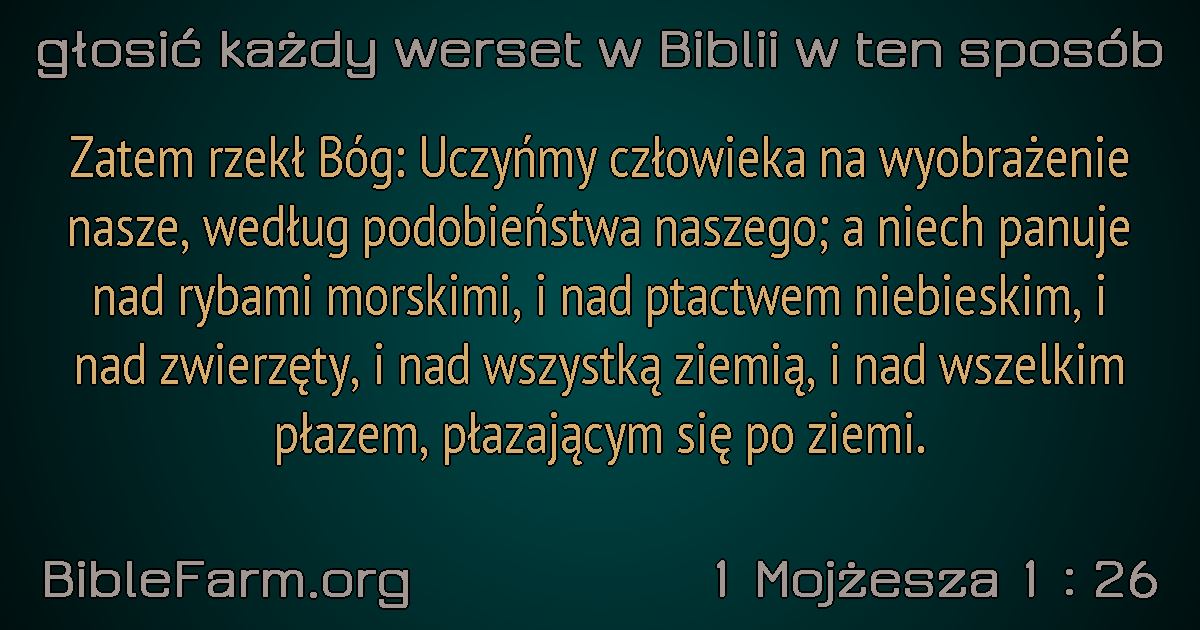 głosić każdy werset w Biblii w ten sposób
Zatem rzekł Bóg: Uczyńmy człowieka na wyobrażenie
nasze, według podobieństwa naszego; a niech panuje
nad rybami morskimi, i nad ptactwem niebieskim, i
nad zwierzęty, i nad wszystką ziemią, i nad wszelkim
płazem, płazającym się po ziemi.
BibleFarm.org
1 Mojżesza 1 : 26